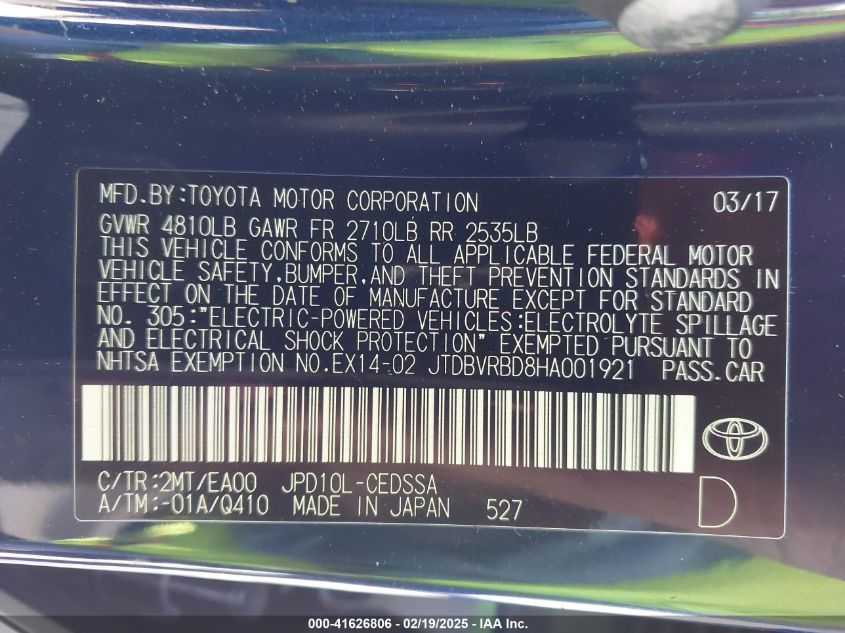 MFD.BY:TOYOTA MOTOR CORPORATION 03/17
GVWR 4810LB GAWR FR 2710LB RR 2535LB
THIS VEHICLE CONFORMS TO ALL APPLICABLE FEDERAL MOTOR
VEHICLE SAFETY,BUMPER,AND THEFT PREVENTION STANDARDS IN
EFFECT ON THE DATE OF MANUFACTURE EXCEPT FOR STANDARD
NO. 305:"ELECTRIC-POWERED VEHICLES:ELECTROLYTE SPILLAGE
AND ELECTRICAL SHOCK PROTECTION" EXEMPTED PURSUANT TO
NHTSA EXEMPTION NO.EX14-02 JTDBVRBD8HA001921 PASS.CAR
C/TR:2MT/EA00 JPD10L-CEDSSA
A/TM:-01A/Q410 MADE IN JAPAN 527
D
000-41626806 - 02/19/2025 - IAA Inc.